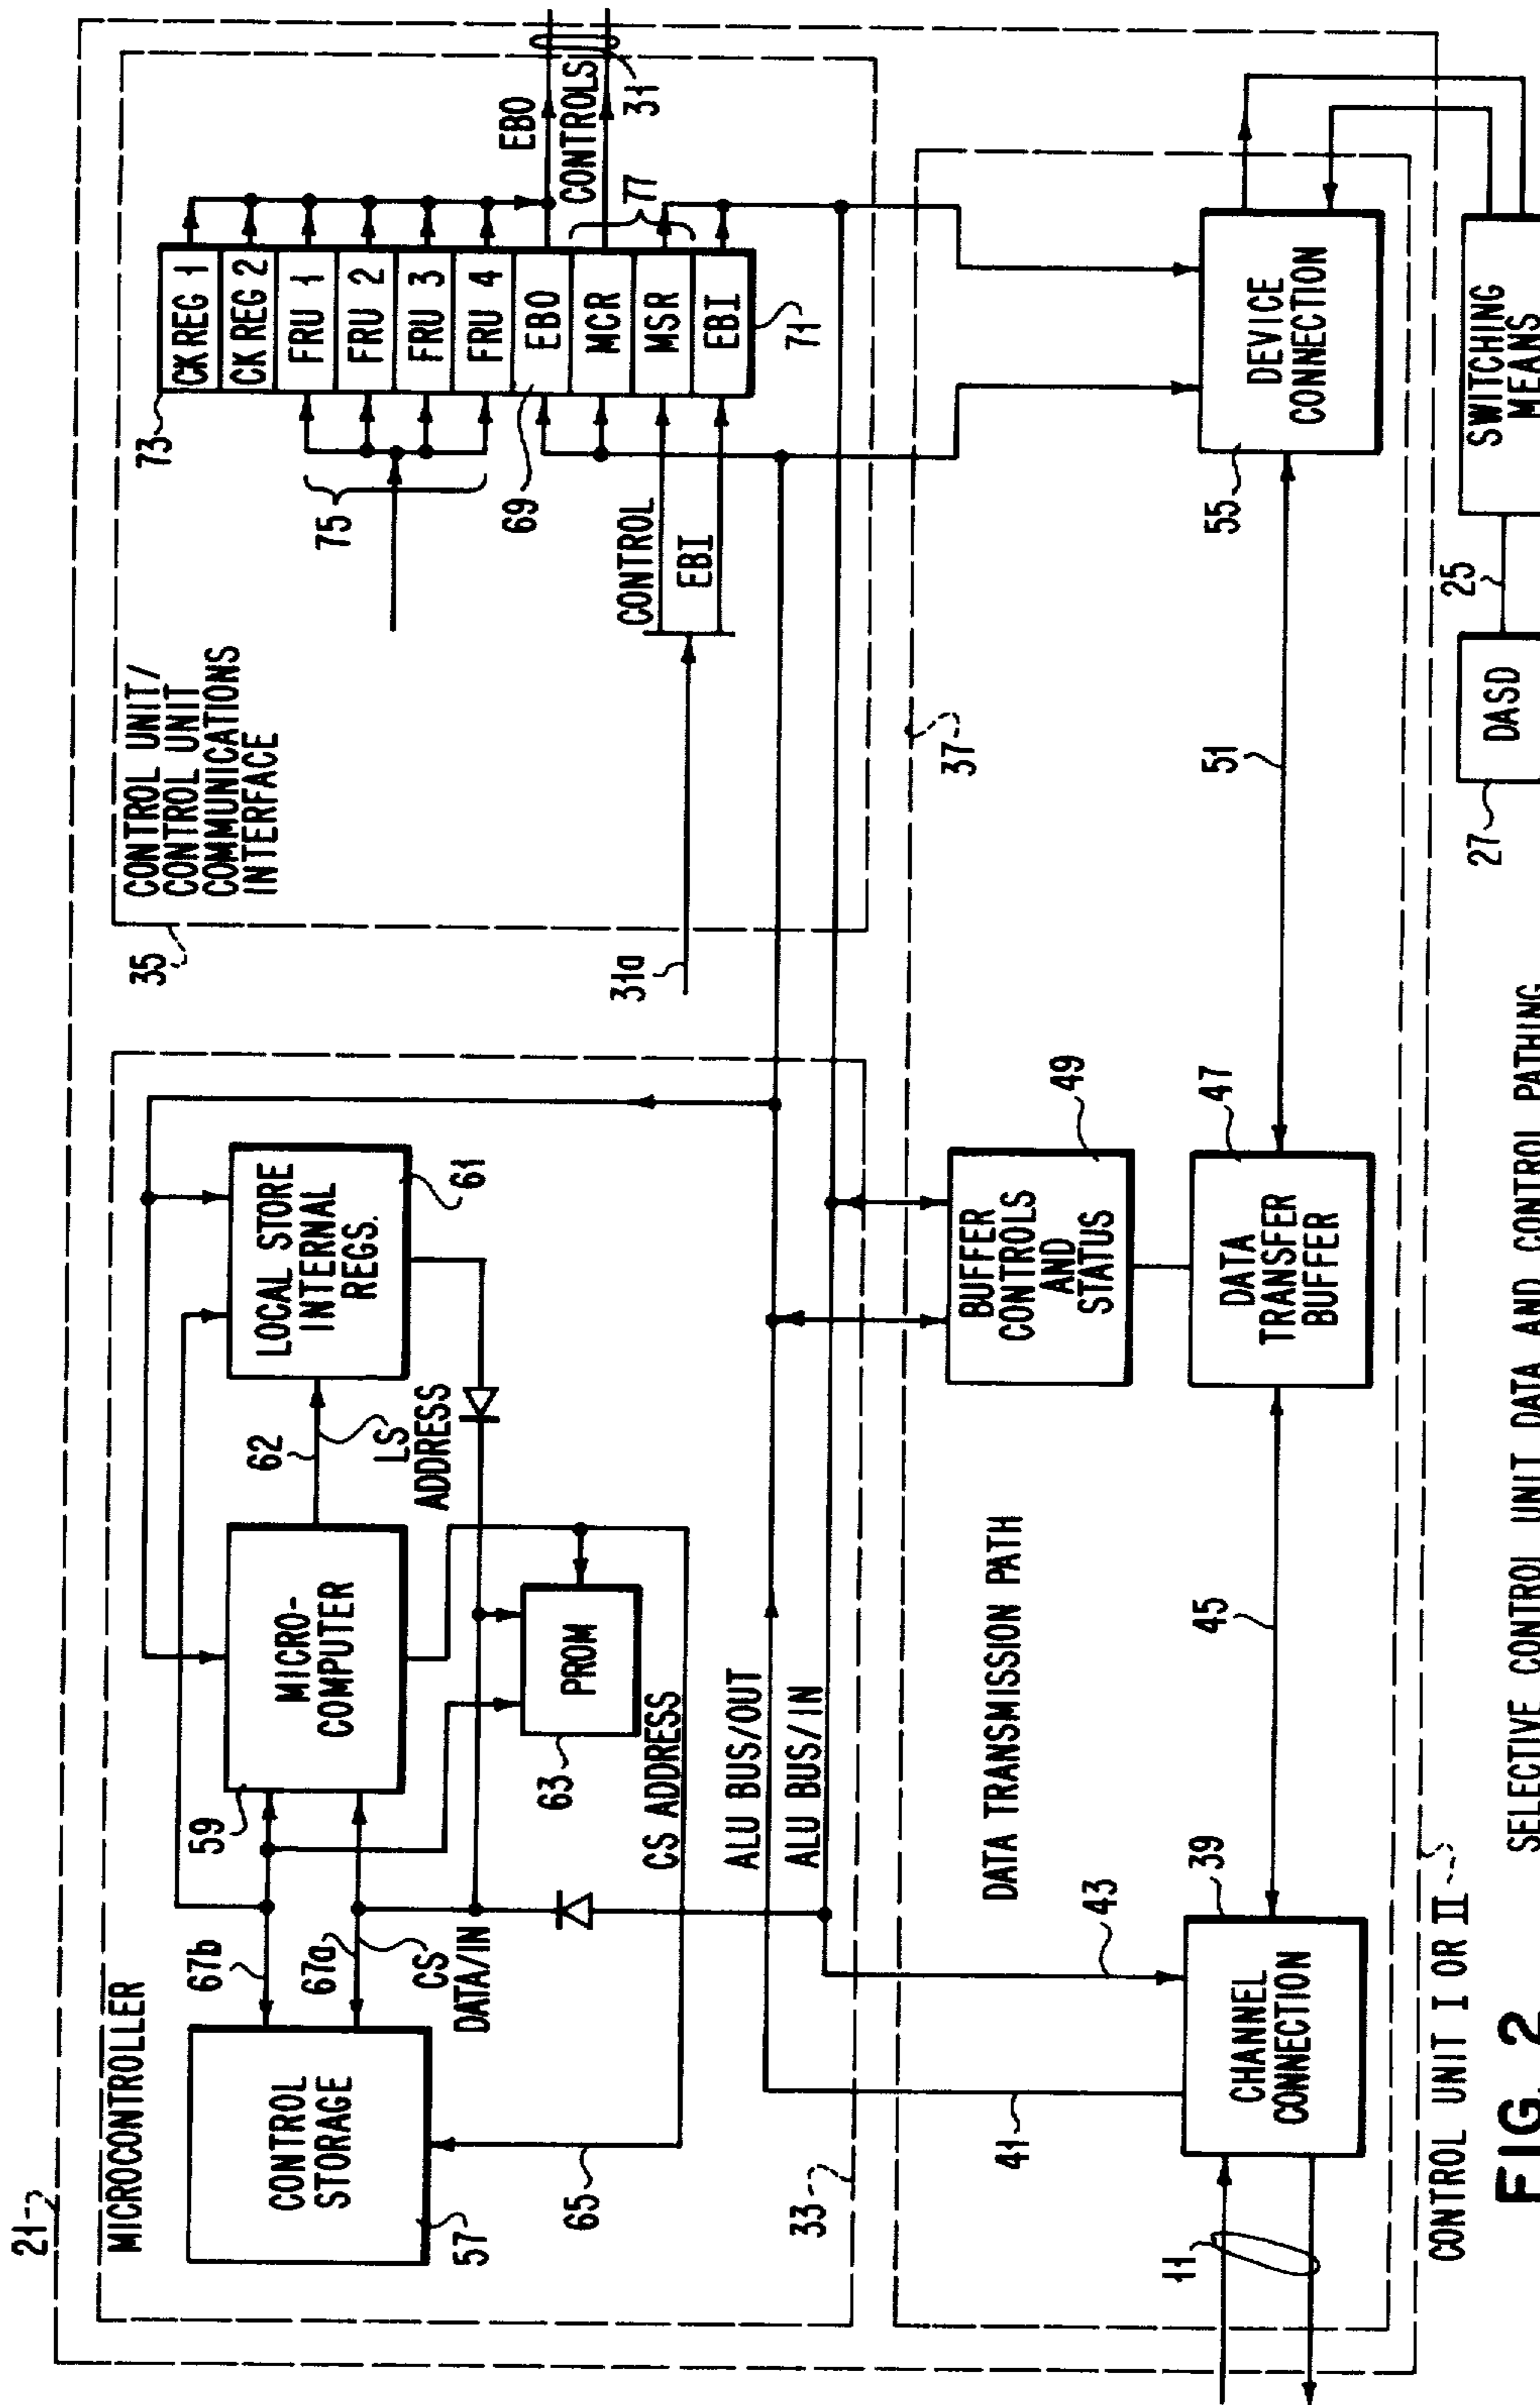 21
MICROCONTROLLER
CONTROL
STORAGE
57
67b
67a
CS
DATA/IN
65
59
MICRO-
COMPUTER
62
LS
ADDRESS
LOCAL STORE
INTERNAL
REGS.
61
PROM
63
CS ADDRESS
33
35
CONTROL UNIT/
CONTROL UNIT
COMMUNICATIONS
INTERFACE
73
CK REG 1
CK REG 2
FRU 1
FRU 2
FRU 3
FRU 4
EBO
MCR
MSR
EBI
75
69
71
77
EBO
CONTROLS
31
CONTROL
EBI
31a
ALU BUS/OUT
ALU BUS/IN
37
DATA TRANSMISSION PATH
11
41
43
CHANNEL
CONNECTION
39
45
BUFFER
CONTROLS
AND
STATUS
49
DATA
TRANSFER
BUFFER
47
51
DEVICE
CONNECTION
55
CONTROL UNIT I OR II
27
DASD
25
SWITCHING
MEANS
FIG. 2
SELECTIVE CONTROL UNIT DATA AND CONTROL PATHING